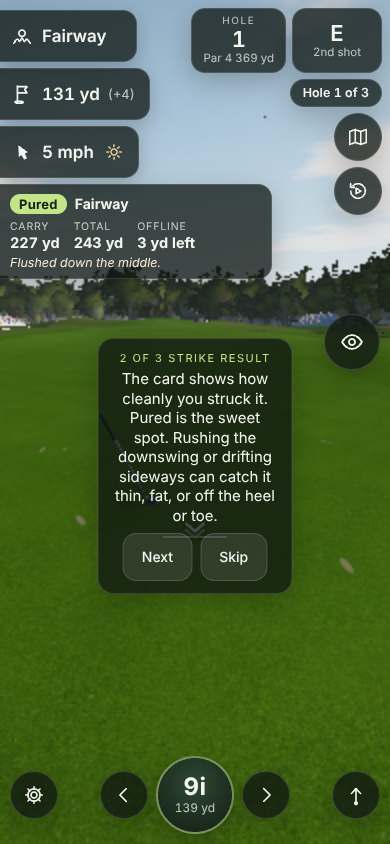 Fairway
HOLE
1
Par 4 369 yd
E
2nd shot
131 yd (+4)
Hole 1 of 3
5 mph
Pured Fairway
CARRY TOTAL OFFLINE
227 yd 243 yd 3 yd left
Flushed down the middle.
2 OF 3 STRIKE RESULT
The card shows how
cleanly you struck it.
Pured is the sweet
spot. Rushing the
downswing or drifting
sideways can catch it
thin, fat, or off the heel
or toe.
Next Skip
9i
139 yd